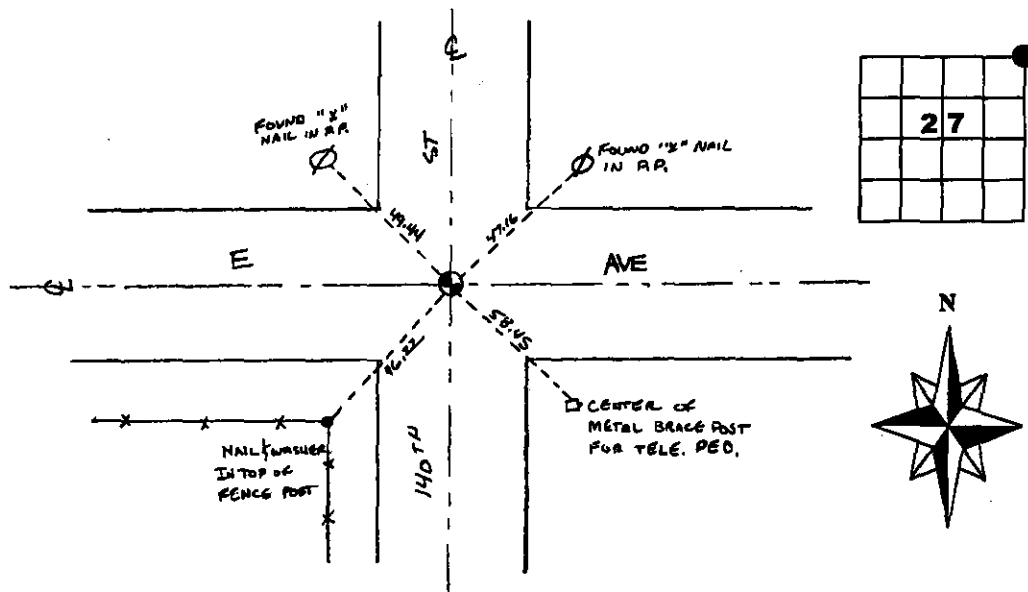 ℄
FOUND "X"
NAIL IN P.P.
ST
FOUND "X" NAIL
IN P.P.
27
49.44
47.16
E
AVE
℄
58.45
N
46.22
CENTER OF
METAL BRACE POST
FOR TELE. PED.
NAIL & WASHER
IN TOP OF
FENCE POST
140TH